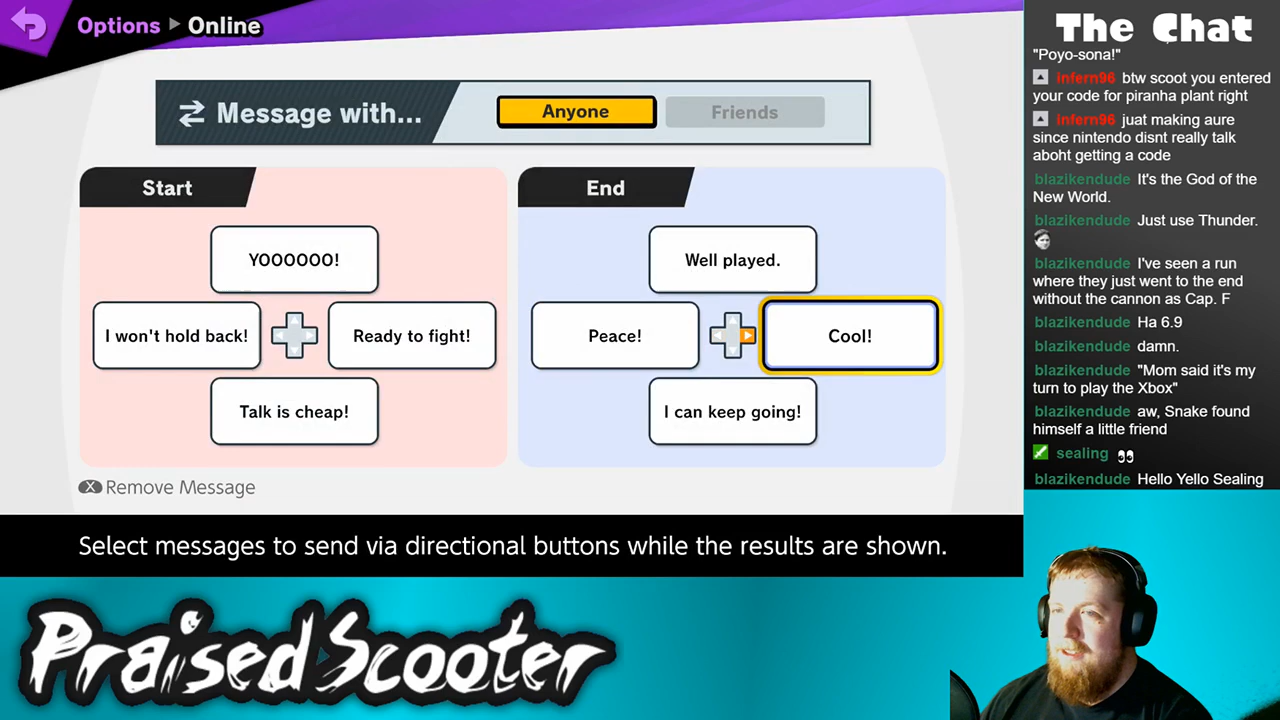 Options ▸ Online
Message with...
Anyone
Friends
Start
YOOOOOO!
I won't hold back!
Ready to fight!
Talk is cheap!
End
Well played.
Peace!
Cool!
I can keep going!
X Remove Message
Select messages to send via directional buttons while the results are shown.
PraisedScooter
The Chat
"Poyo-sona!"
infern96 btw scoot you entered
your code for piranha plant right
infern96 juat making aure
since nintendo disnt really talk
aboht getting a code
blazikendude It's the God of the
New World.
blazikendude Just use Thunder.
blazikendude I've seen a run
where they just went to the end
without the cannon as Cap. F
blazikendude Ha 6.9
blazikendude damn.
blazikendude "Mom said it's my
turn to play the Xbox"
blazikendude aw, Snake found
himself a little friend
sealing 👀
blazikendude Hello Yello Sealing